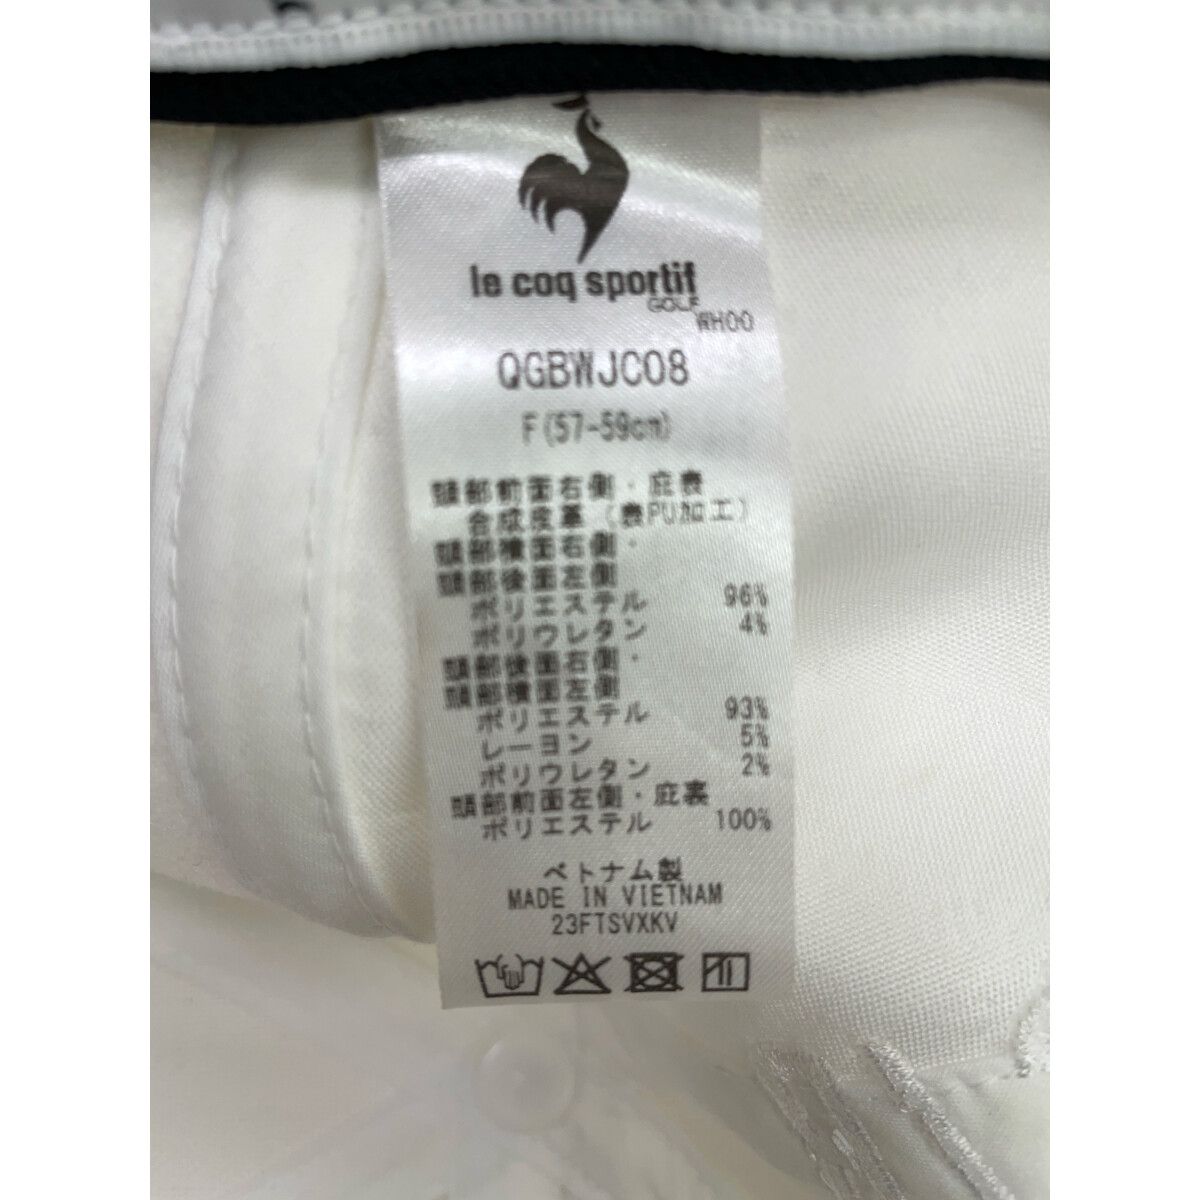 le coq sportif
GOLF
WH00
QGBWJC08
F(57-59cm)
頭部前面右側・庇表
合成皮革(表PU加工)
頭部横面右側・
頭部後面左側
ポリエステル 96%
ポリウレタン 4%
頭部後面右側・
頭部横面左側
ポリエステル 93%
レーヨン 5%
ポリウレタン 2%
頭部前面左側・庇裏
ポリエステル 100%
ベトナム製
MADE IN VIETNAM
23FTSVXKV